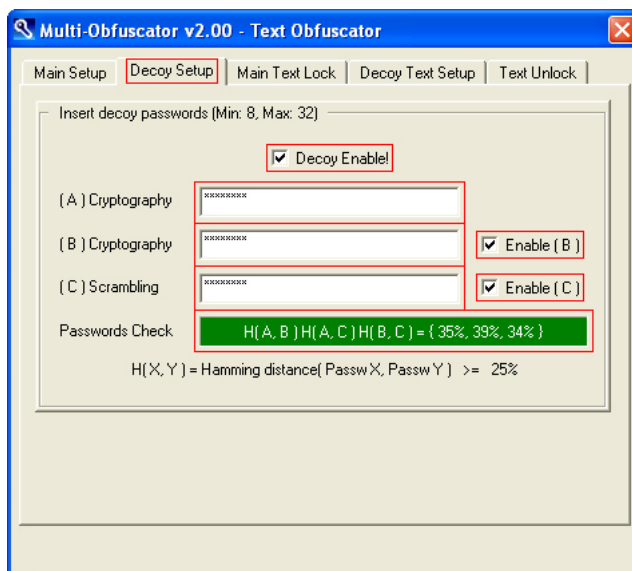 Multi-Obfuscator v2.00 - Text Obfuscator
Main Setup Decoy Setup Main Text Lock Decoy Text Setup Text Unlock
Insert decoy passwords (Min: 8, Max: 32)
Decoy Enable!
( A ) Cryptography ××××××××
( B ) Cryptography ×××××××× Enable ( B )
( C ) Scrambling ×××××××× Enable ( C )
Passwords Check H( A, B ) H( A, C ) H( B, C ) = { 35%, 39%, 34% }
H( X, Y ) = Hamming distance( Passw X, Passw Y ) >= 25%